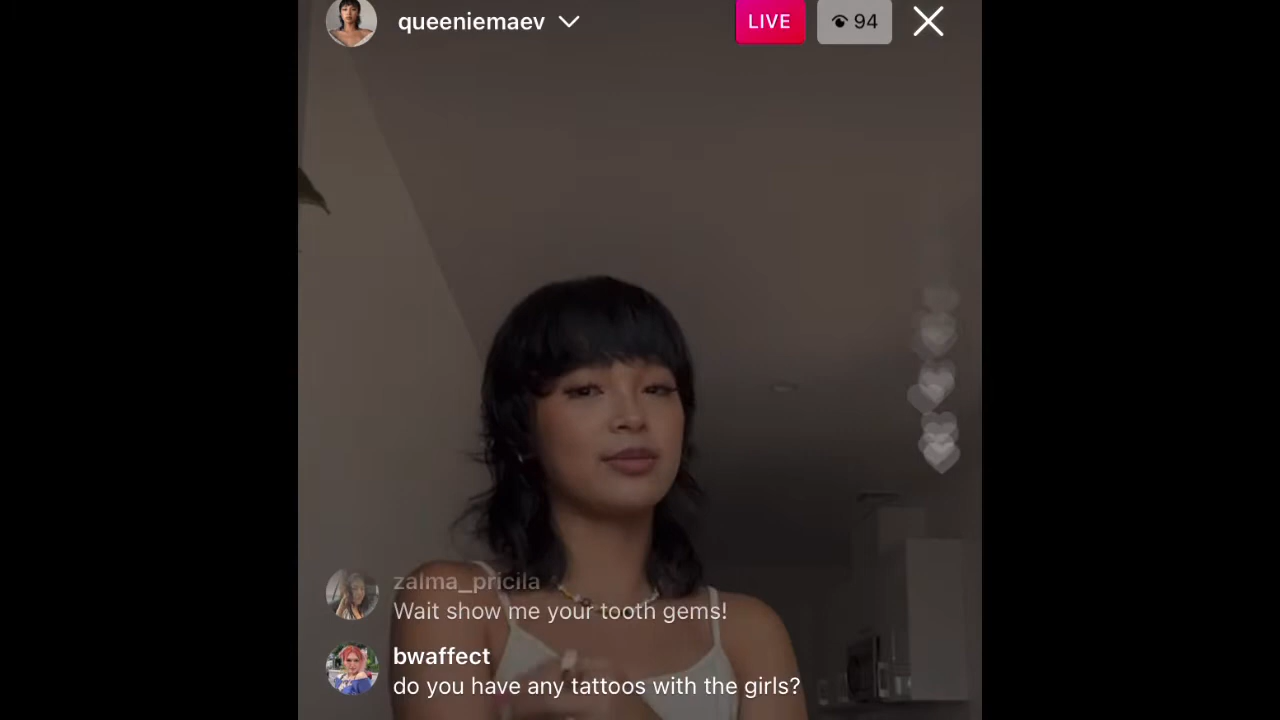 queeniemaev
LIVE
94
zalma_pricila
Wait show me your tooth gems!
bwaffect
do you have any tattoos with the girls?